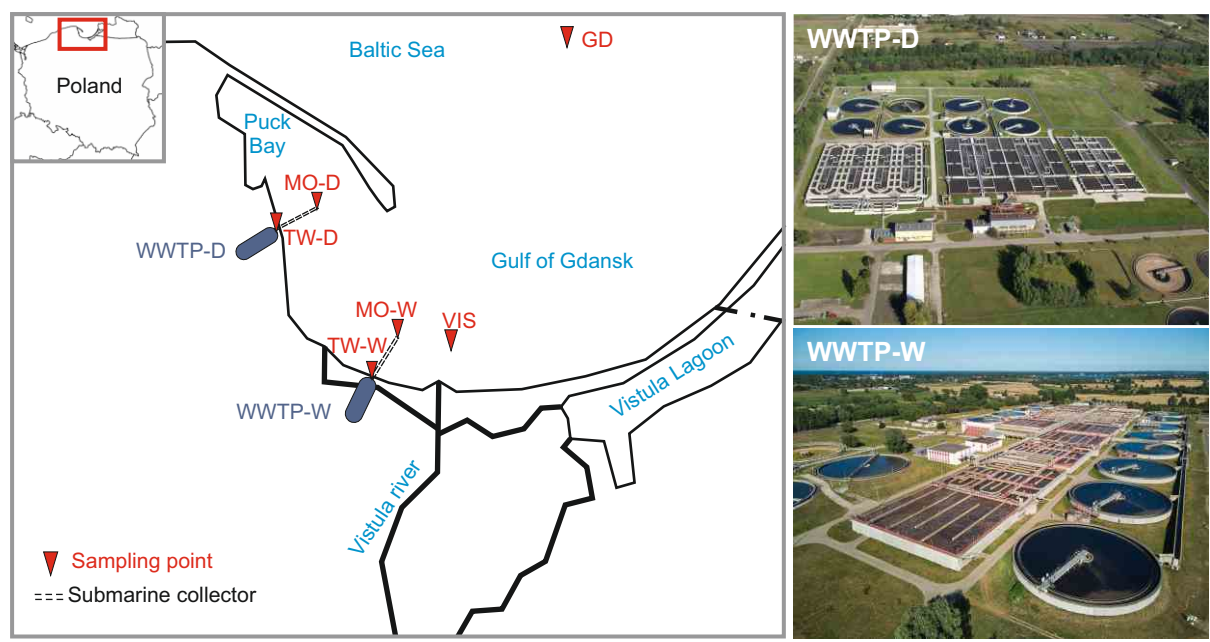 Poland
Baltic Sea
GD
Puck
Bay
MO-D
TW-D
WWTP-D
Gulf of Gdansk
MO-W
VIS
TW-W
WWTP-W
Vistula Lagoon
Vistula river
Sampling point
Submarine collector
WWTP-D
WWTP-W